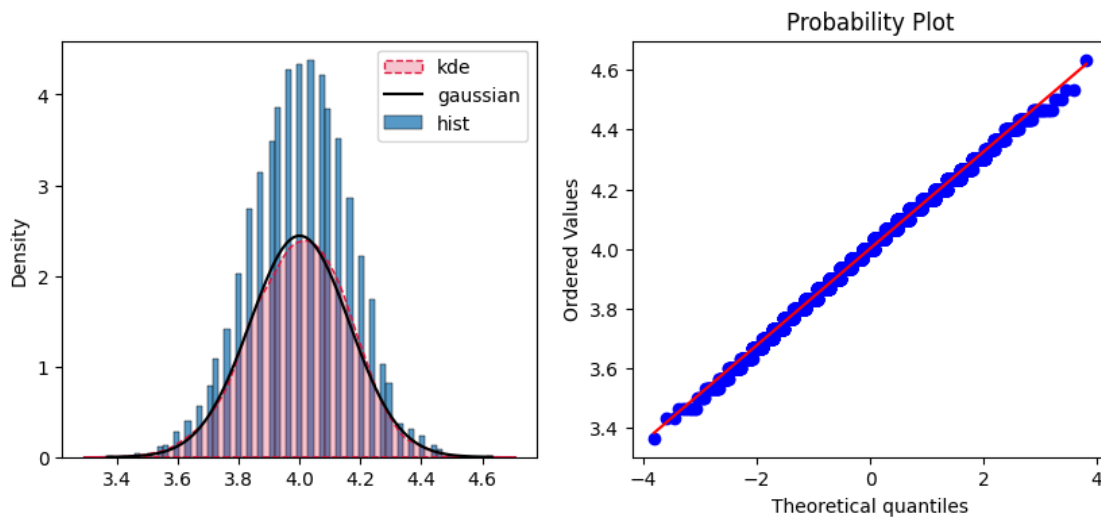 Probability Plot
kde
gaussian
hist
Density
4
3
2
1
0
3.4 3.6 3.8 4.0 4.2 4.4 4.6
Ordered Values
4.6
4.4
4.2
4.0
3.8
3.6
3.4
−4 −2 0 2 4
Theoretical quantiles